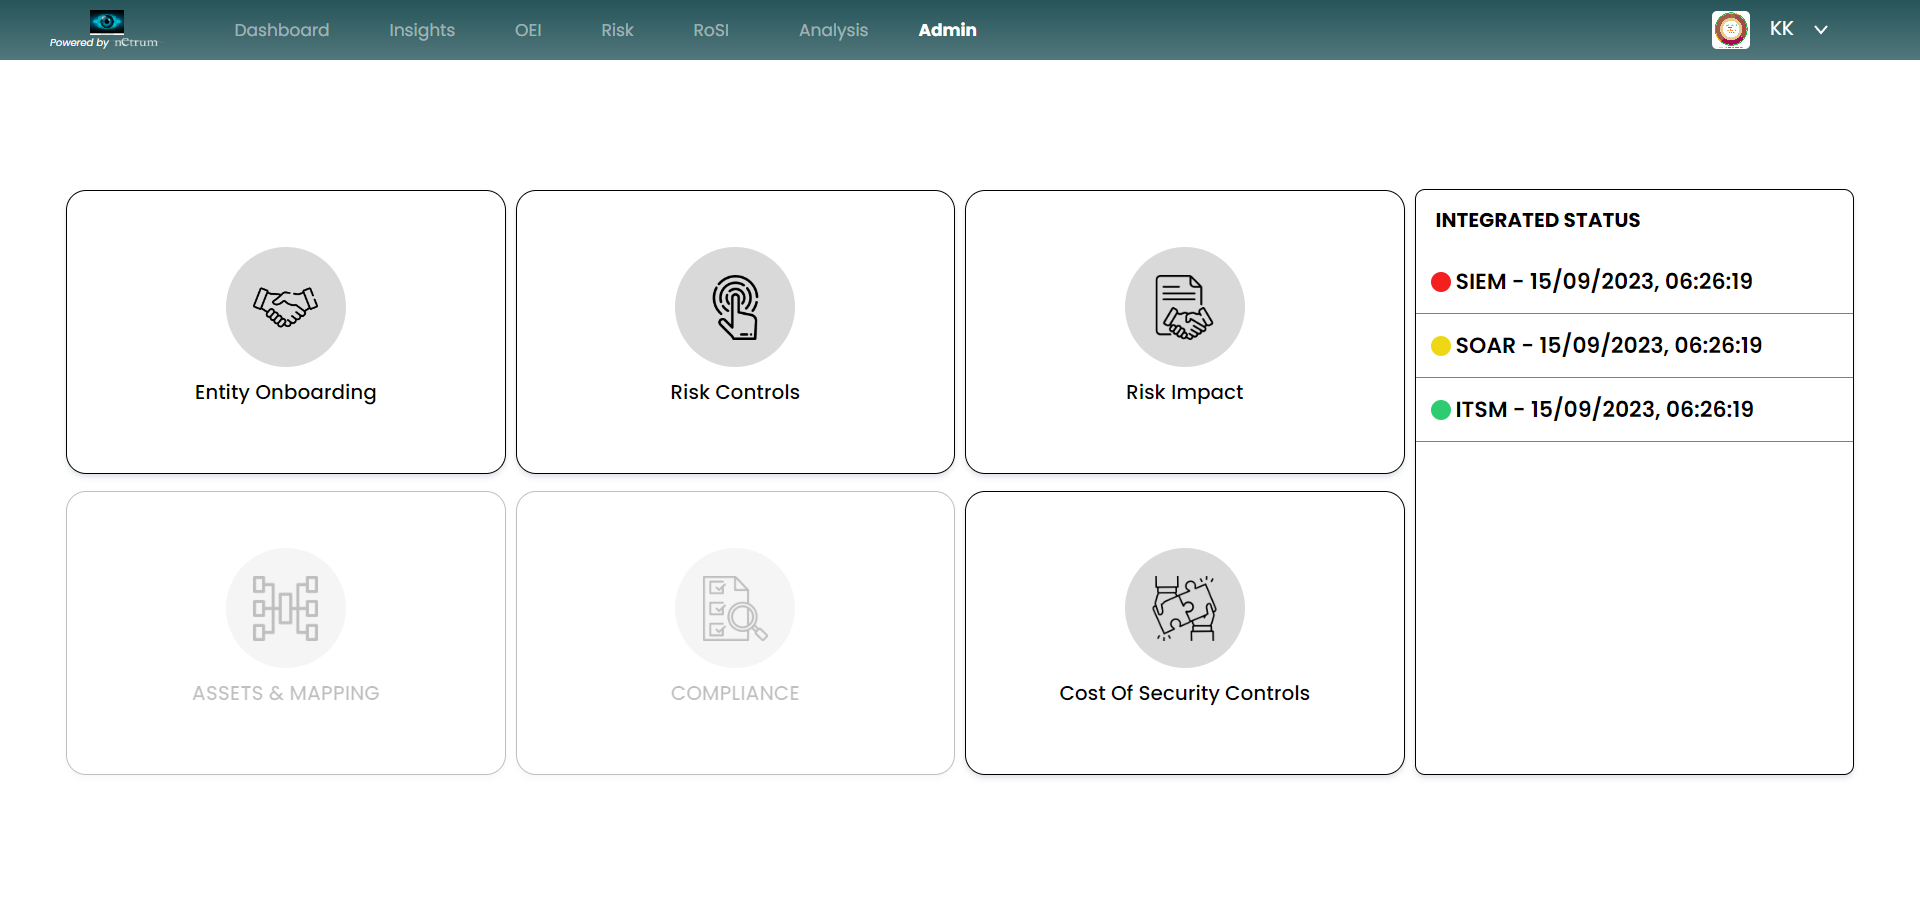 Powered by nCtrum
Dashboard
Insights
OEI
Risk
RoSI
Analysis
Admin
KK
Entity Onboarding
Risk Controls
Risk Impact
INTEGRATED STATUS
SIEM - 15/09/2023, 06:26:19
SOAR - 15/09/2023, 06:26:19
ITSM - 15/09/2023, 06:26:19
ASSETS & MAPPING
COMPLIANCE
Cost Of Security Controls